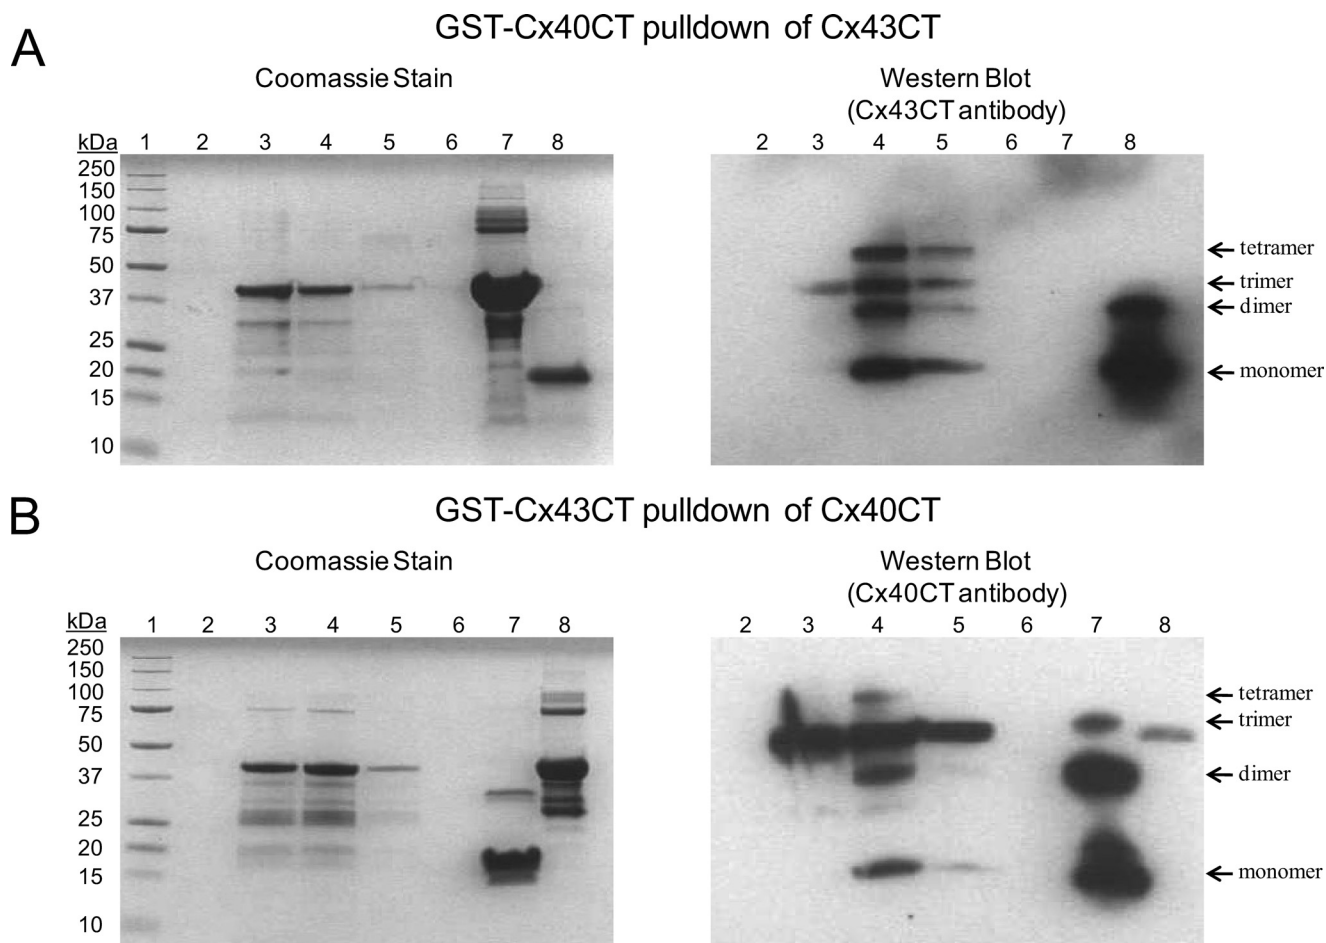 A
GST-Cx40CT pulldown of Cx43CT
Coomassie Stain
Western Blot
(Cx43CT antibody)
kDa 1 2 3 4 5 6 7 8
2 3 4 5 6 7 8
250
150
100
75
50
37
25
20
15
10
tetramer
trimer
dimer
monomer
B
GST-Cx43CT pulldown of Cx40CT
Coomassie Stain
Western Blot
(Cx40CT antibody)
kDa 1 2 3 4 5 6 7 8
2 3 4 5 6 7 8
250
150
100
75
50
37
25
20
15
10
tetramer
trimer
dimer
monomer